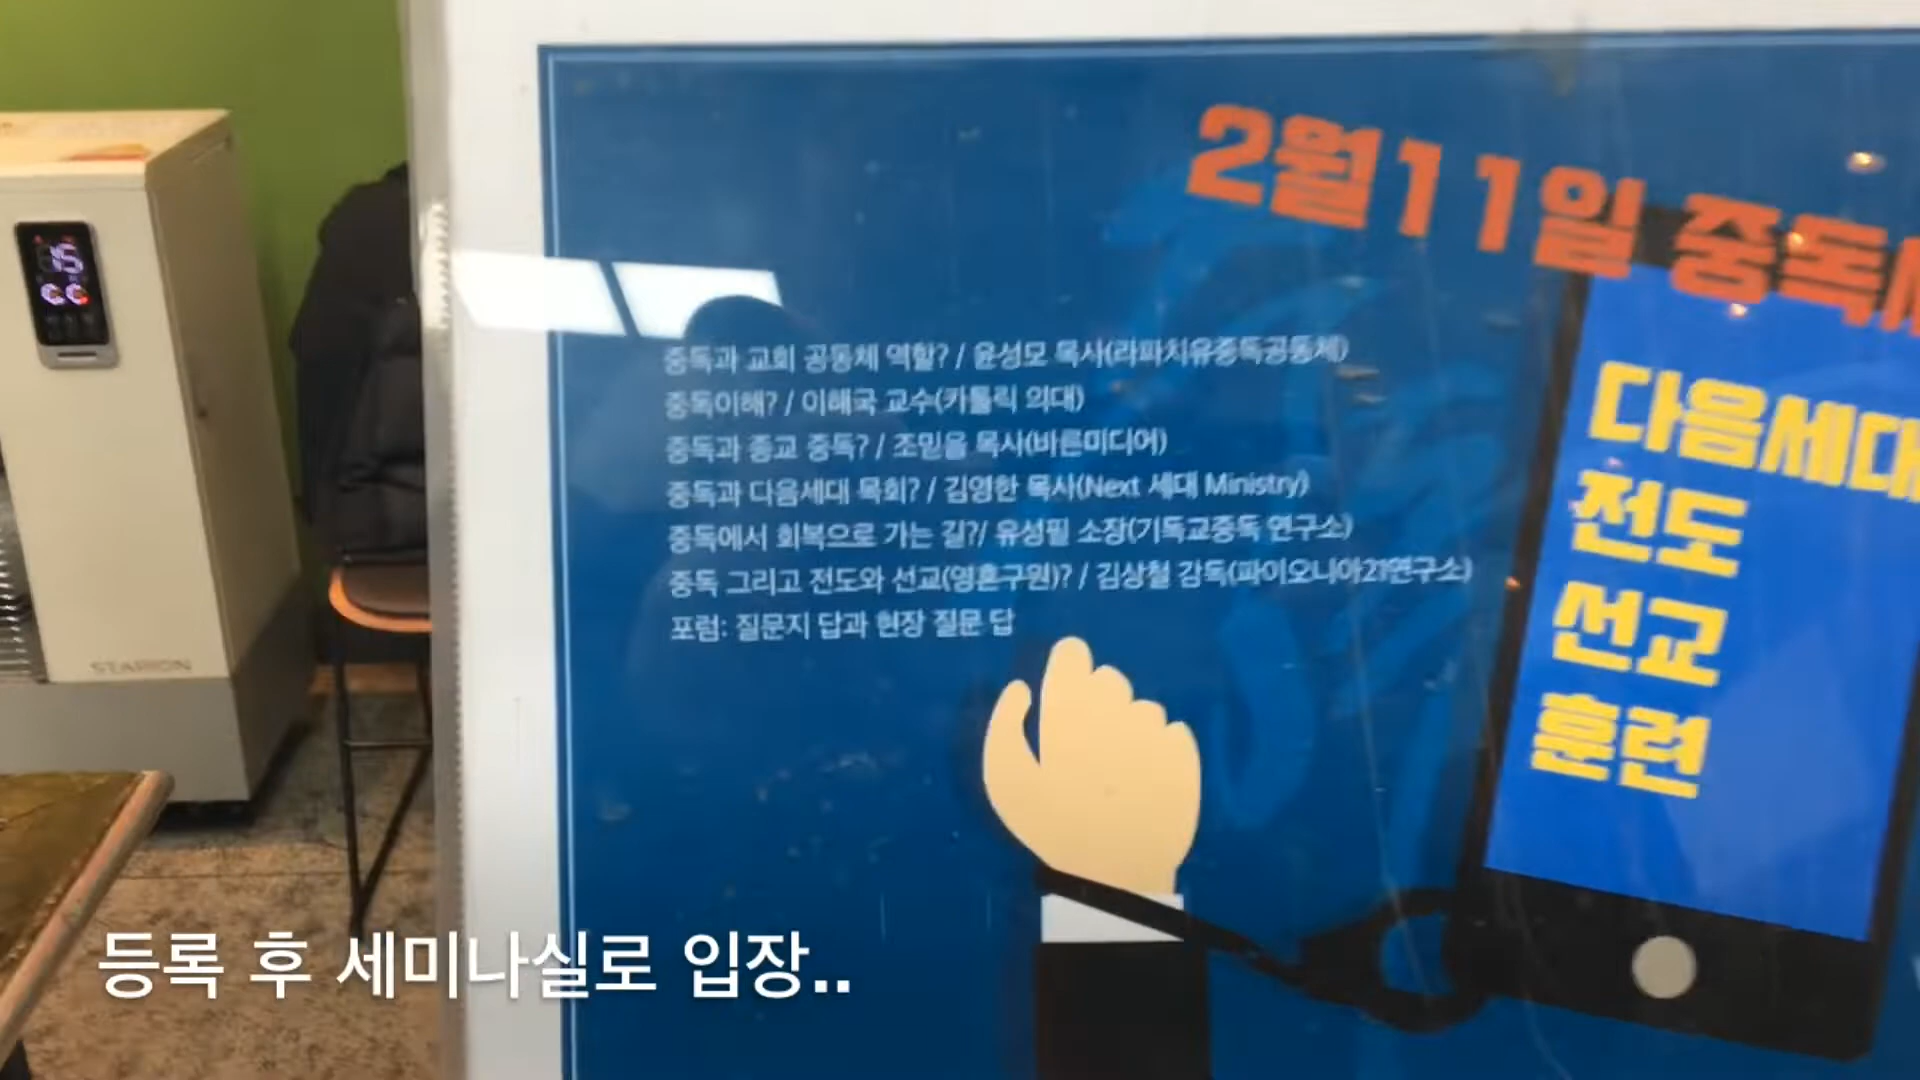 2월11일 중독
중독과 교회 공동체 역할? / 윤성모 목사(라파치유중독공동체)
중독이해? / 이해국 교수(카톨릭 의대)
중독과 종교 중독? / 조믿음 목사(바른미디어)
중독과 다음세대 목회? / 김영한 목사(Next 세대 Ministry)
중독에서 회복으로 가는 길?/ 유성필 소장(기독교중독 연구소)
중독 그리고 전도와 선교(영혼구원)? / 김상철 감독(파이오니아21연구소)
포럼: 질문지 답과 현장 질문 답
다음세대
전도
선교
훈련
15
STARION
등록 후 세미나실로 입장..